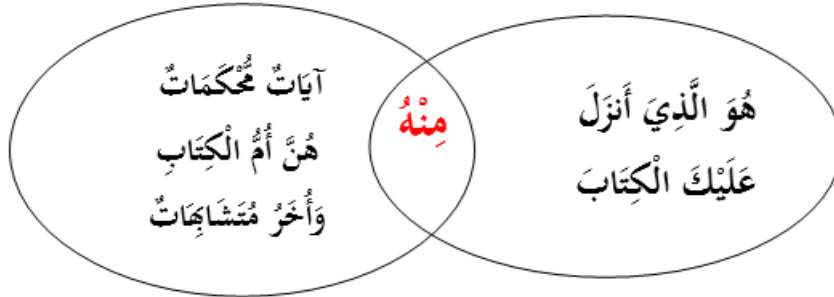 هُوَ الَّذِيَ أَنزَلَ
عَلَيْكَ الْكِتَابَ
مِنْهُ
آيَاتٌ مُّحْكَمَاتٌ
هُنَّ أُمُّ الْكِتَابِ
وَأُخَرُ مُتَشَابِهَاتٌ